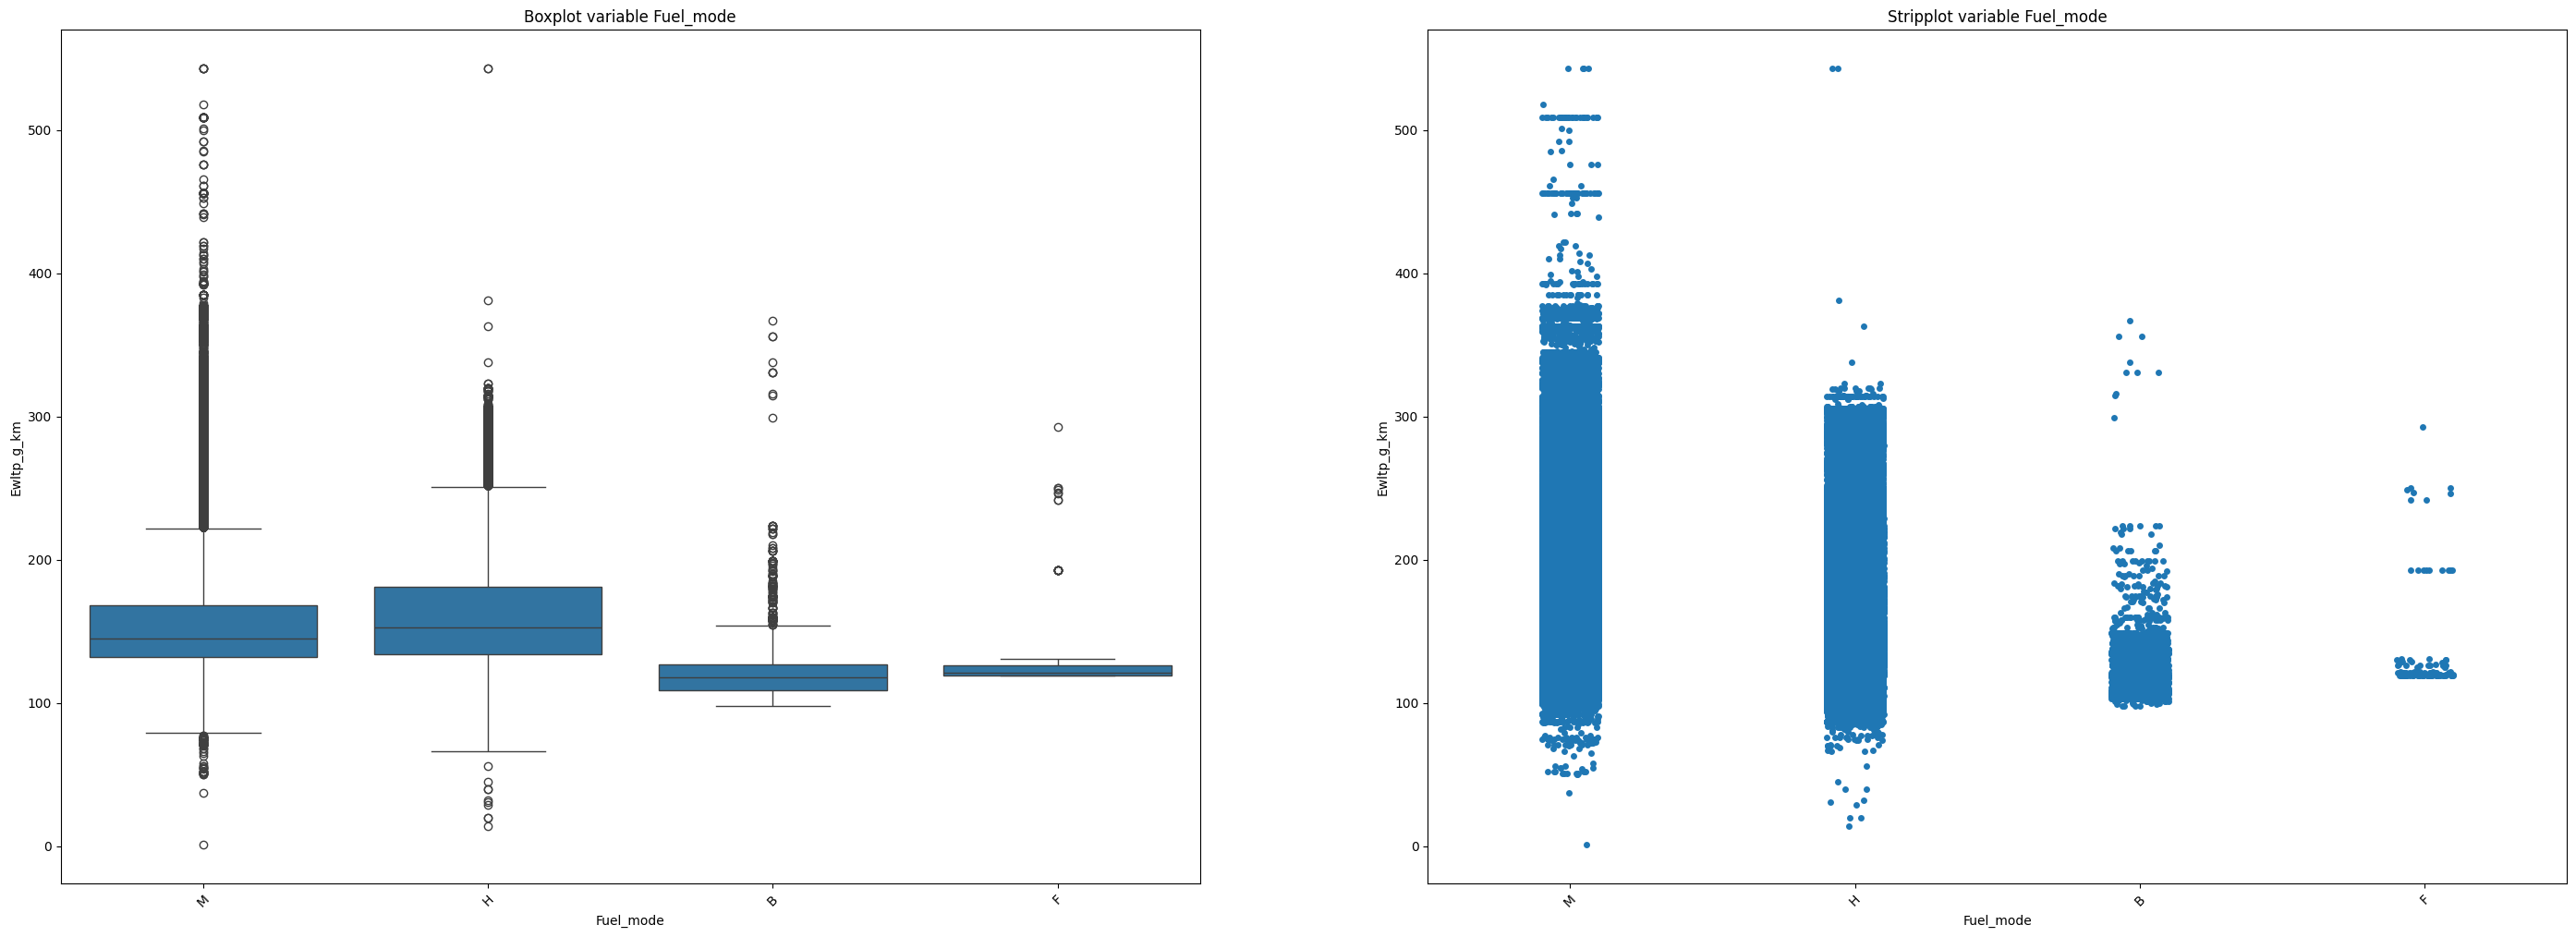 Boxplot variable Fuel_mode
Ewltp_g_km
500
400
300
200
100
0
M
H
B
F
Fuel_mode
Stripplot variable Fuel_mode
Ewltp_g_km
500
400
300
200
100
0
M
H
B
F
Fuel_mode